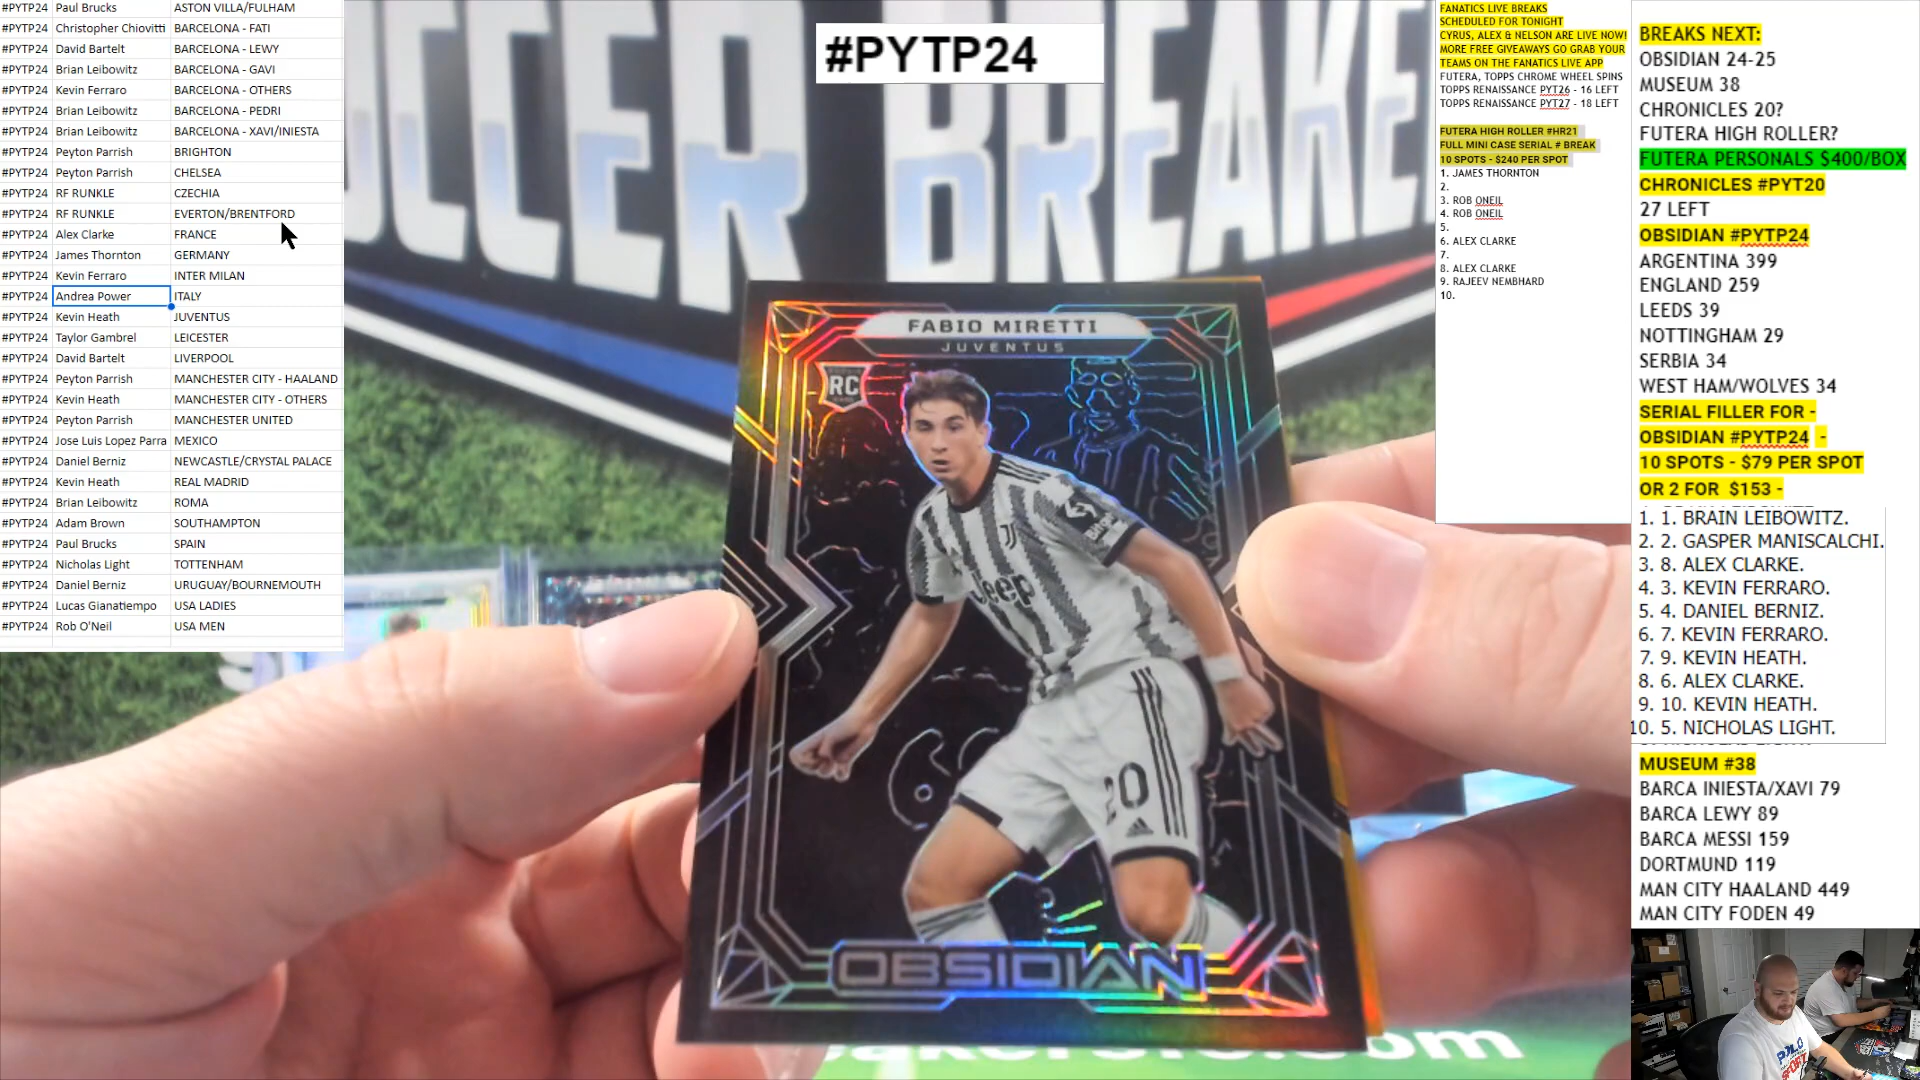 #PYTP24 Paul Brucks ASTON VILLA/FULHAM
#PYTP24 Christopher Chiovitti BARCELONA - FATI
#PYTP24 David Bartelt BARCELONA - LEWY
#PYTP24 Brian Leibowitz BARCELONA - GAVI
#PYTP24 Kevin Ferraro BARCELONA - OTHERS
#PYTP24 Brian Leibowitz BARCELONA - PEDRI
#PYTP24 Brian Leibowitz BARCELONA - XAVI/INIESTA
#PYTP24 Peyton Parrish BRIGHTON
#PYTP24 Peyton Parrish CHELSEA
#PYTP24 RF RUNKLE CZECHIA
#PYTP24 RF RUNKLE EVERTON/BRENTFORD
#PYTP24 Alex Clarke FRANCE
#PYTP24 James Thornton GERMANY
#PYTP24 Kevin Ferraro INTER MILAN
#PYTP24 Andrea Power ITALY
#PYTP24 Kevin Heath JUVENTUS
#PYTP24 Taylor Gambrel LEICESTER
#PYTP24 David Bartelt LIVERPOOL
#PYTP24 Peyton Parrish MANCHESTER CITY - HAALAND
#PYTP24 Kevin Heath MANCHESTER CITY - OTHERS
#PYTP24 Peyton Parrish MANCHESTER UNITED
#PYTP24 Jose Luis Lopez Parra MEXICO
#PYTP24 Daniel Berniz NEWCASTLE/CRYSTAL PALACE
#PYTP24 Kevin Heath REAL MADRID
#PYTP24 Brian Leibowitz ROMA
#PYTP24 Adam Brown SOUTHAMPTON
#PYTP24 Paul Brucks SPAIN
#PYTP24 Nicholas Light TOTTENHAM
#PYTP24 Daniel Berniz URUGUAY/BOURNEMOUTH
#PYTP24 Lucas Gianatiempo USA LADIES
#PYTP24 Rob O'Neil USA MEN
#PYTP24
FABIO MIRETTI
JUVENTUS
RC
Jeep
20
OBSIDIAN
FANATICS LIVE BREAKS
SCHEDULED FOR TONIGHT
CYRUS, ALEX & NELSON ARE LIVE NOW!
MORE FREE GIVEAWAYS GO GRAB YOUR
TEAMS ON THE FANATICS LIVE APP
FUTERA, TOPPS CHROME WHEEL SPINS
TOPPS RENAISSANCE PYT26 - 16 LEFT
TOPPS RENAISSANCE PYT27 - 18 LEFT
FUTERA HIGH ROLLER #HR21
FULL MINI CASE SERIAL # BREAK
10 SPOTS - $240 PER SPOT
1. JAMES THORNTON
2.
3. ROB ONEIL
4. ROB ONEIL
5.
6. ALEX CLARKE
7.
8. ALEX CLARKE
9. RAJEEV NEMBHARD
10.
BREAKS NEXT:
OBSIDIAN 24-25
MUSEUM 38
CHRONICLES 20?
FUTERA HIGH ROLLER?
FUTERA PERSONALS $400/BOX
CHRONICLES #PYT20
27 LEFT
OBSIDIAN #PYTP24
ARGENTINA 399
ENGLAND 259
LEEDS 39
NOTTINGHAM 29
SERBIA 34
WEST HAM/WOLVES 34
SERIAL FILLER FOR -
OBSIDIAN #PYTP24 -
10 SPOTS - $79 PER SPOT
OR 2 FOR $153 -
1. 1. BRAIN LEIBOWITZ.
2. 2. GASPER MANISCALCHI.
3. 8. ALEX CLARKE.
4. 3. KEVIN FERRARO.
5. 4. DANIEL BERNIZ.
6. 7. KEVIN FERRARO.
7. 9. KEVIN HEATH.
8. 6. ALEX CLARKE.
9. 10. KEVIN HEATH.
10. 5. NICHOLAS LIGHT.
MUSEUM #38
BARCA INIESTA/XAVI 79
BARCA LEWY 89
BARCA MESSI 159
DORTMUND 119
MAN CITY HAALAND 449
MAN CITY FODEN 49